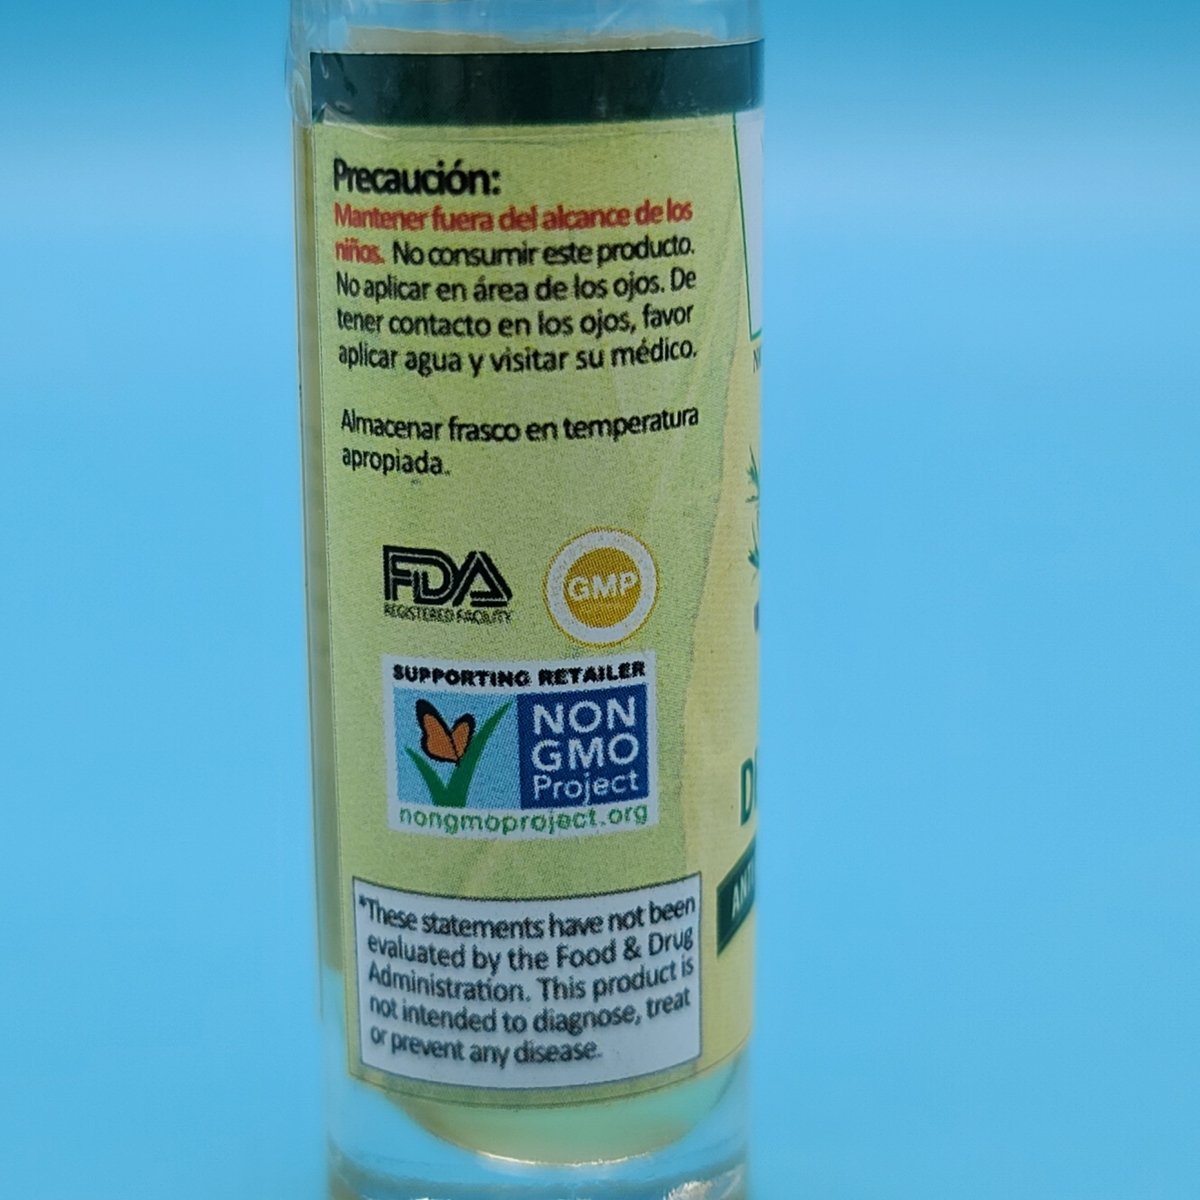 Precaución:
Mantener fuera del alcance de los
niños. No consumir este producto.
No aplicar en área de los ojos. De
tener contacto en los ojos, favor
aplicar agua y visitar su médico.
Almacenar frasco en temperatura
apropiada.
FDA
REGISTERED FACILITY
GMP
SUPPORTING RETAILER
NON
GMO
Project
nongmoproject.org
*These statements have not been
evaluated by the Food & Drug
Administration. This product is
not intended to diagnose, treat
or prevent any disease.